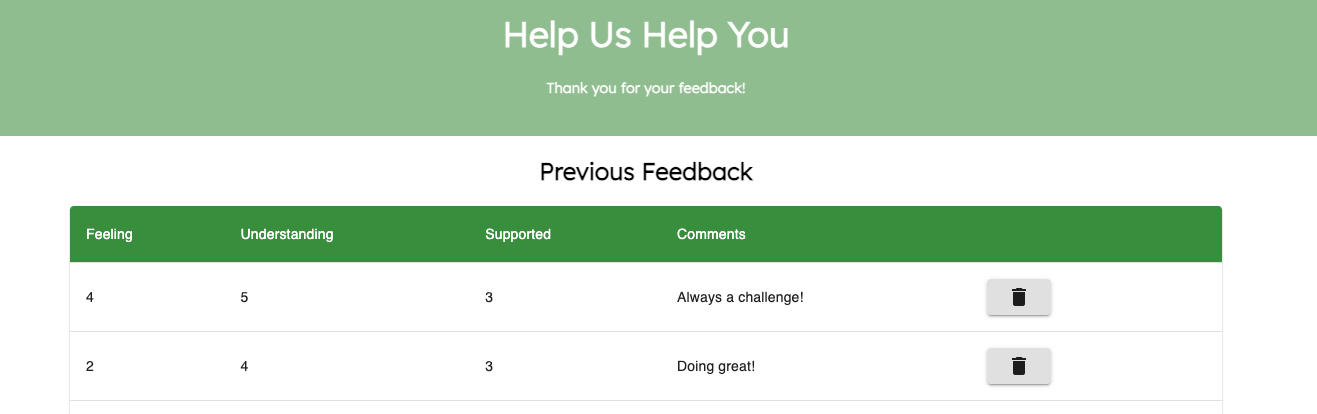 Help Us Help You
Thank you for your feedback!
Previous Feedback
Feeling Understanding Supported Comments
4 5 3 Always a challenge!
2 4 3 Doing great!